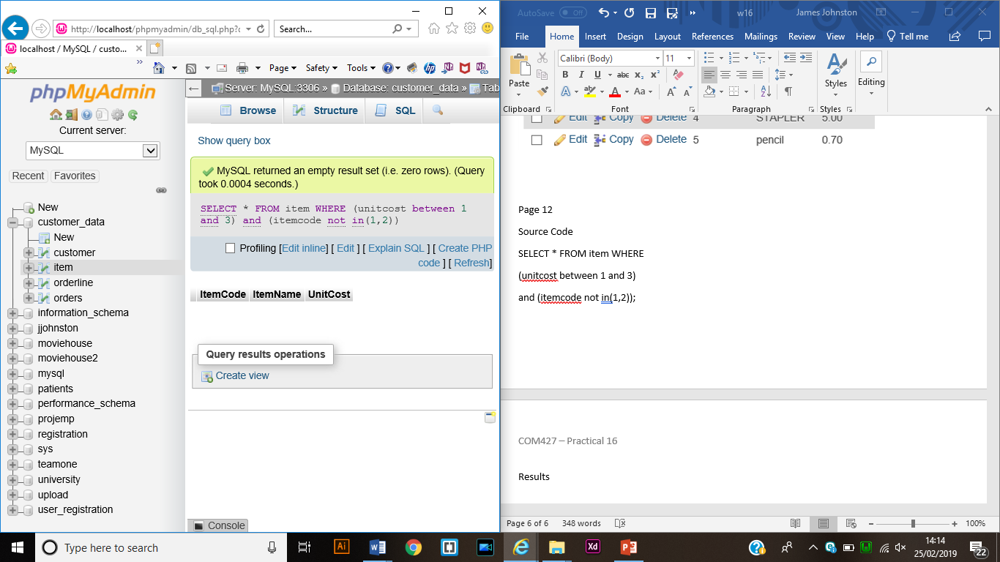 http://localhost/phpmyadmin/db_sql.php?c
Search...
localhost / MySQL / custo...
Page
Safety
Tools
phpMyAdmin
Current server:
MySQL
Recent
Favorites
New
customer_data
New
customer
item
orderline
orders
information_schema
jjohnston
moviehouse
moviehouse2
mysql
patients
performance_schema
projemp
registration
sys
teamone
university
upload
user_registration
Server: MySQL:3306 » Database: customer_data » Tab
Browse
Structure
SQL
Show query box
MySQL returned an empty result set (i.e. zero rows). (Query
took 0.0004 seconds.)
SELECT * FROM item WHERE (unitcost between 1
and 3) and (itemcode not in(1,2))
Profiling [Edit inline] [ Edit ] [ Explain SQL ] [ Create PHP
code ] [ Refresh]
ItemCode ItemName UnitCost
Query results operations
Create view
Console
AutoSave Off
w16
James Johnston
File Home Insert Design Layout References Mailings Review View Help Tell me
Paste
Calibri (Body) 11
B I U abc x₂ x²
A ab A Aa A A
Styles
Editing
Clipboard Font Paragraph Styles
Edit Copy Delete 4 STAPLER 5.00
Edit Copy Delete 5 pencil 0.70
Page 12
Source Code
SELECT * FROM item WHERE
(unitcost between 1 and 3)
and (itemcode not in(1,2));
COM427 – Practical 16
Results
Page 6 of 6 348 words
100%
Type here to search
Ai
Xd
14:14
25/02/2019
22